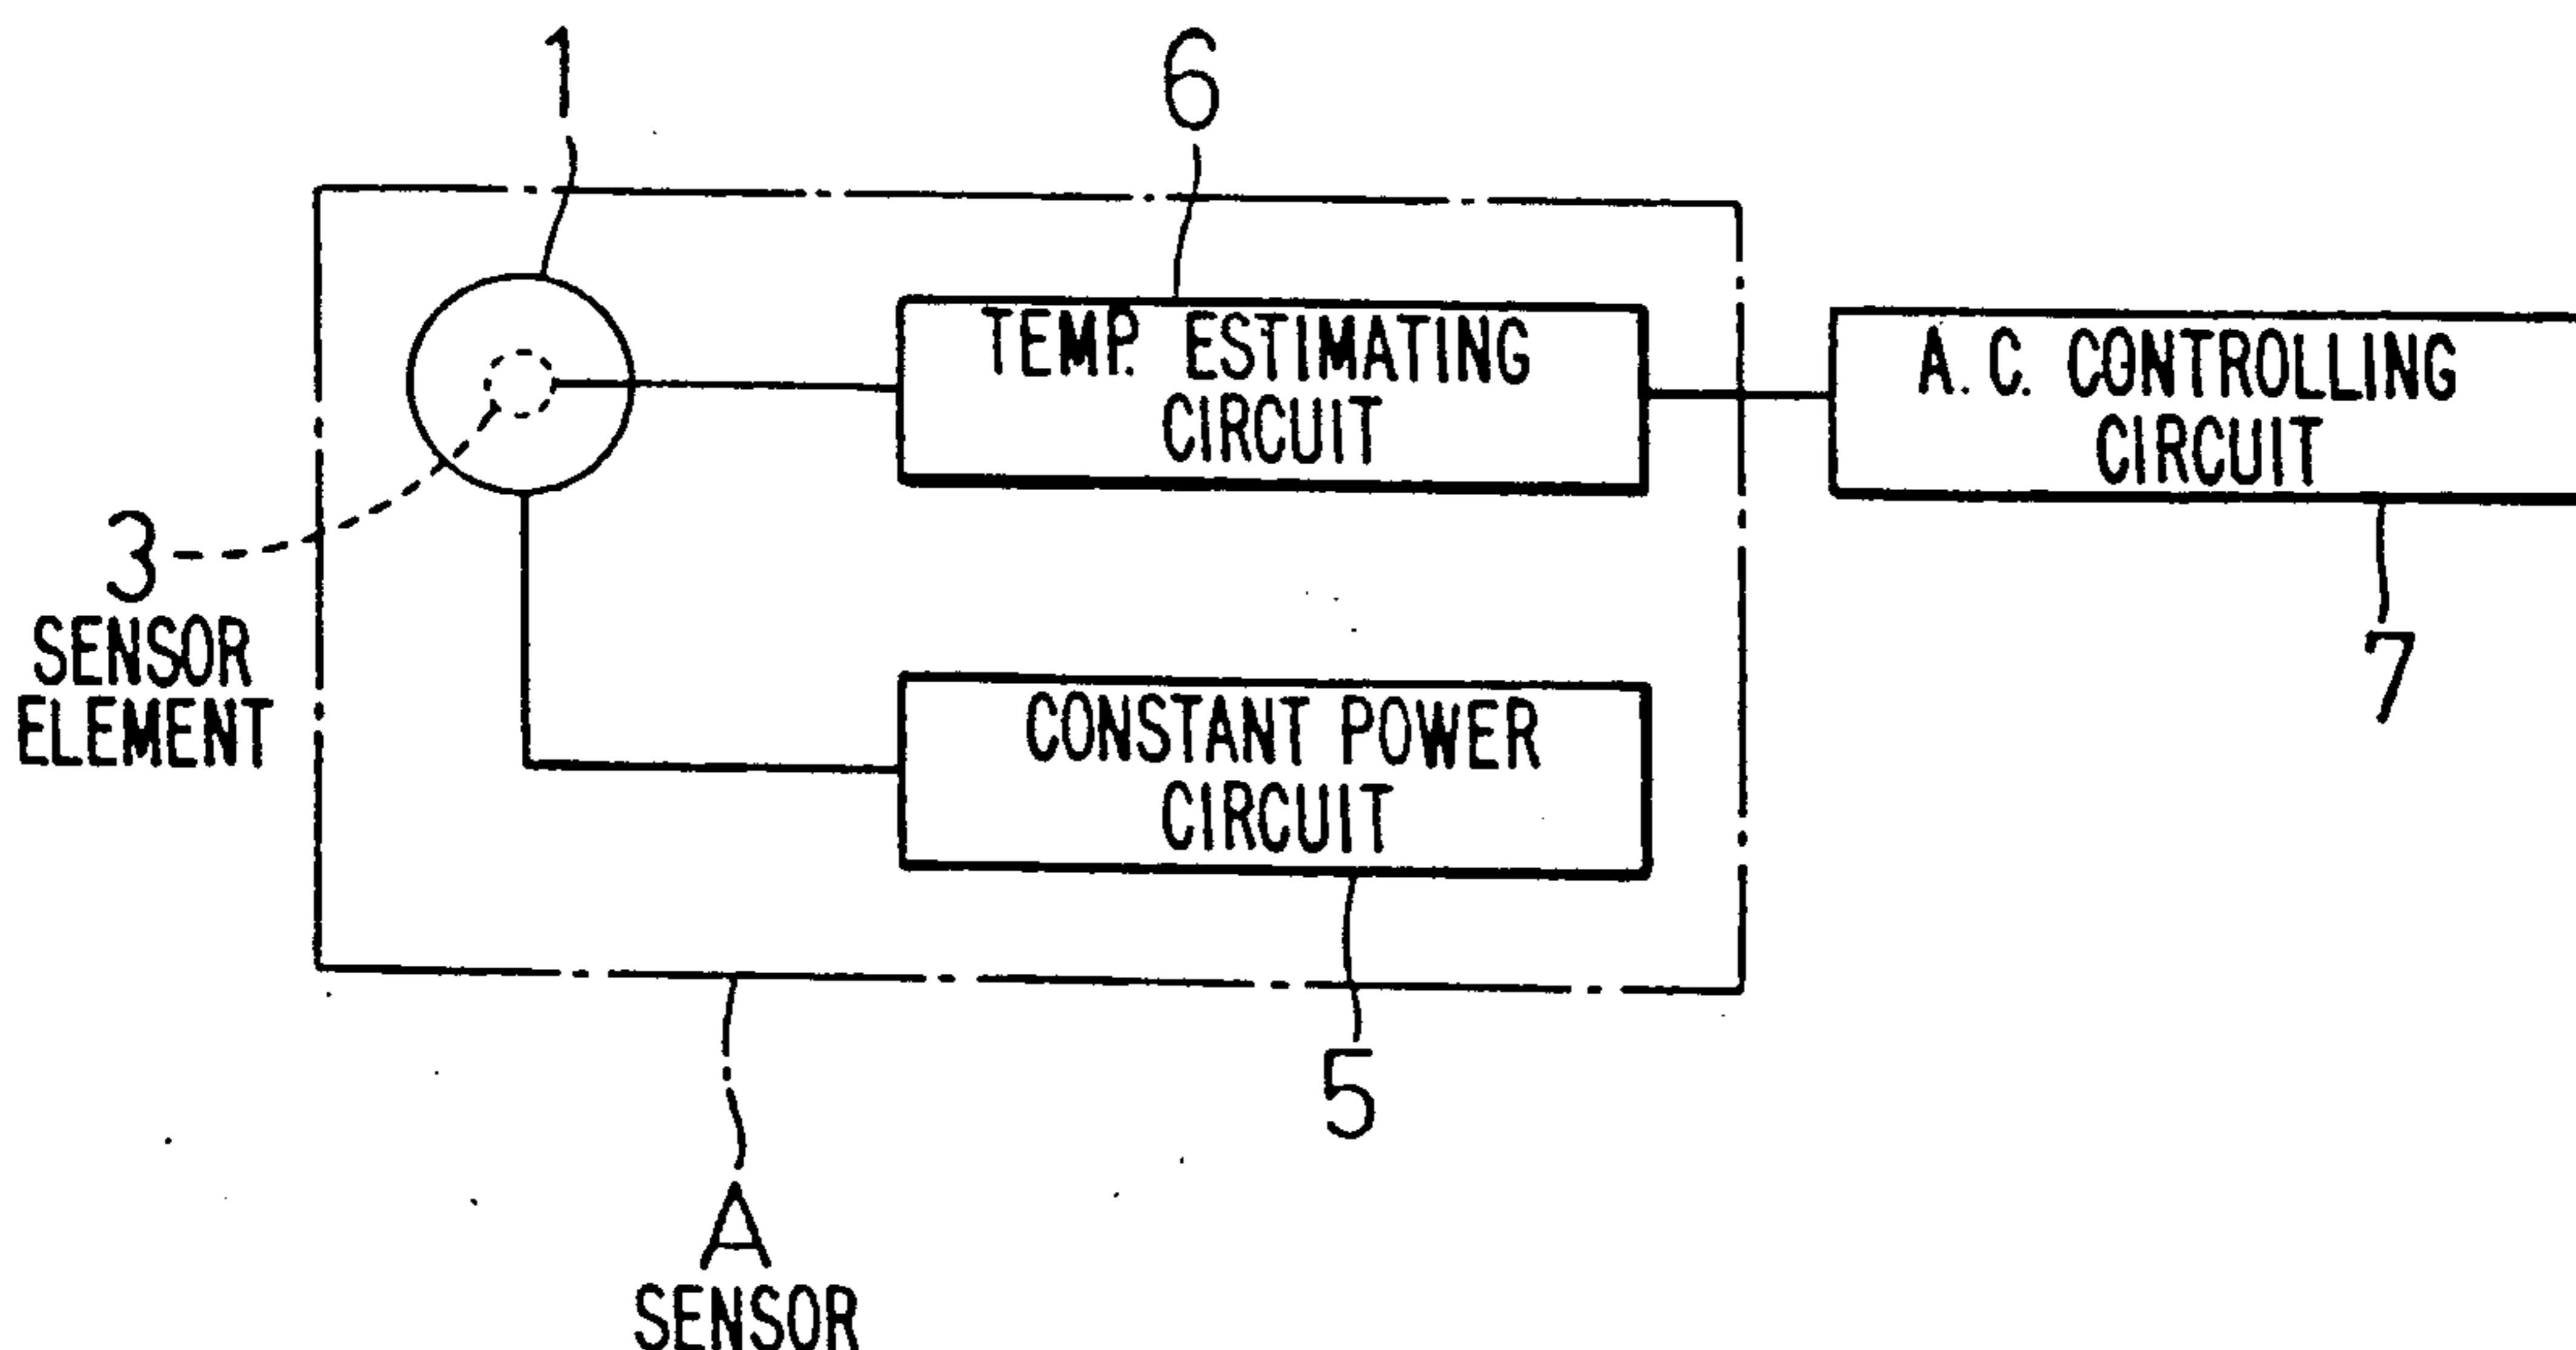 1
6
TEMP. ESTIMATING
CIRCUIT
A. C. CONTROLLING
CIRCUIT
3
SENSOR
ELEMENT
7
CONSTANT POWER
CIRCUIT
5
A
SENSOR